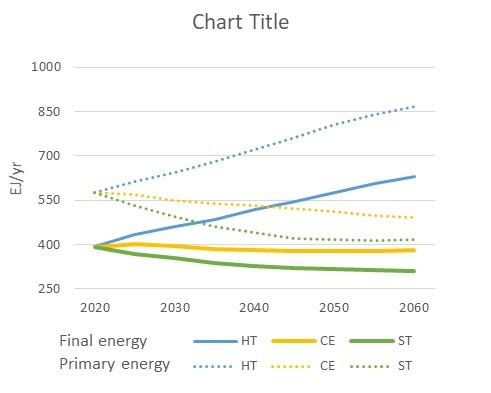 Chart Title
1000
850
700
550
400
250
EJ/yr
2020 2030 2040 2050 2060
Final energy HT CE ST
Primary energy HT CE ST